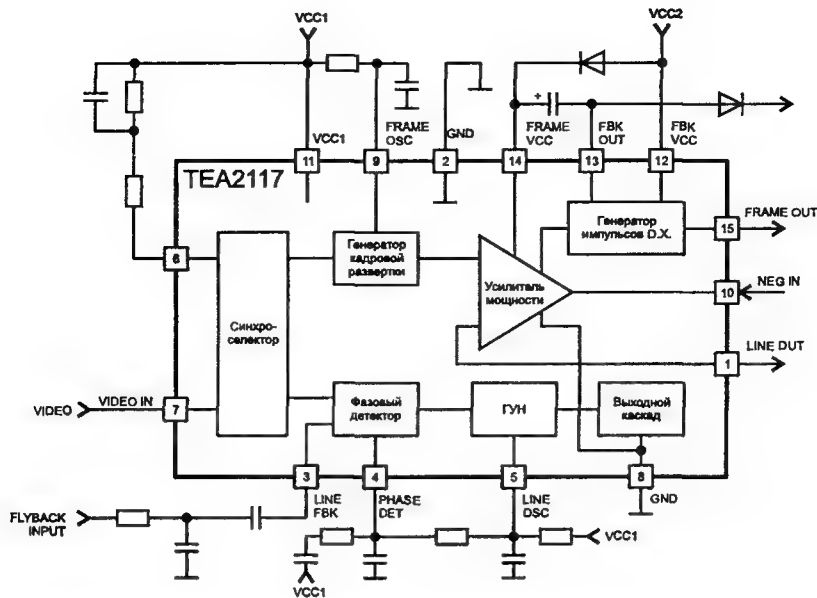 VCC1
VCC2
VCC1
FRAME
OSC
GND
FRAME
VCC
FBK
OUT
FBK
VCC
11
9
2
14
13
12
TEA2117
Генератор
кадровой
развертки
Генератор
импульсов D.X.
15
FRAME OUT
6
Усилитель
мощности
10
NEG IN
Синхро-
селектор
1
LINE DUT
VIDEO
VIDEO IN
7
Фазовый
детектор
ГУН
Выходной
каскад
3
4
5
8
LINE
FBK
PHASE
DET
LINE
DSC
GND
FLYBACK
INPUT
VCC1
VCC1
+